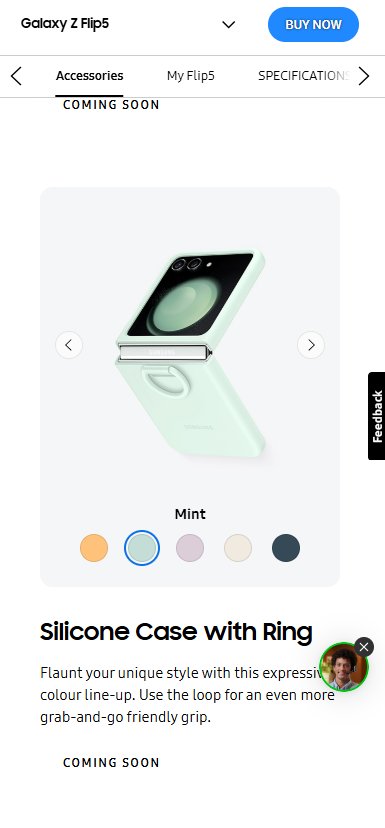 Galaxy Z Flip5
BUY NOW
Accessories
My Flip5
SPECIFICATIONS
COMING SOON
Feedback
Mint
Silicone Case with Ring
Flaunt your unique style with this expressive
colour line-up. Use the loop for an even more
grab-and-go friendly grip.
COMING SOON